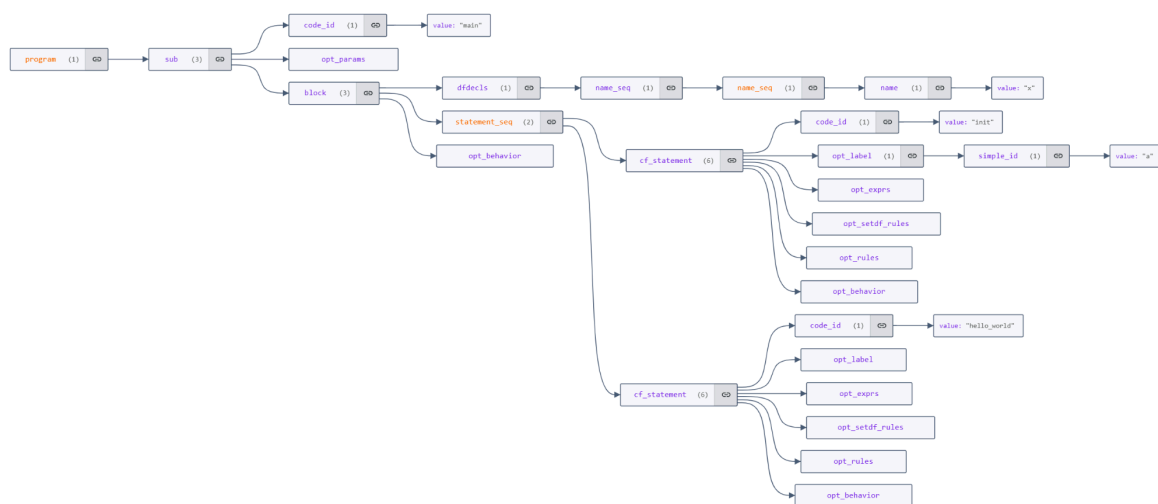 code_id (1)
value: "main"
program (1)
sub (3)
opt_params
block (3)
dfdecls (1)
name_seq (1)
name_seq (1)
name (1)
value: "x"
statement_seq (2)
opt_behavior
code_id (1)
value: "init"
cf_statement (6)
opt_label (1)
simple_id (1)
value: "a"
opt_exprs
opt_setdf_rules
opt_rules
opt_behavior
code_id (1)
value: "hello_world"
opt_label
cf_statement (6)
opt_exprs
opt_setdf_rules
opt_rules
opt_behavior